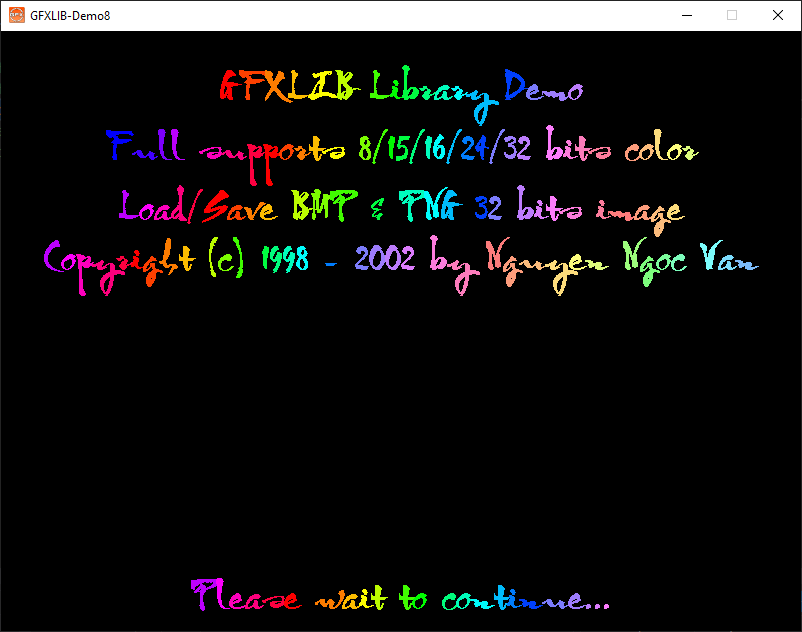 GFXLIB-Demo8
GFXLIB Library Demo
Full supports 8/15/16/24/32 bits color
Load/Save BMP & PNG 32 bits image
Copyright (c) 1998 - 2002 by Nguyen Ngoc Van
Please wait to continue...